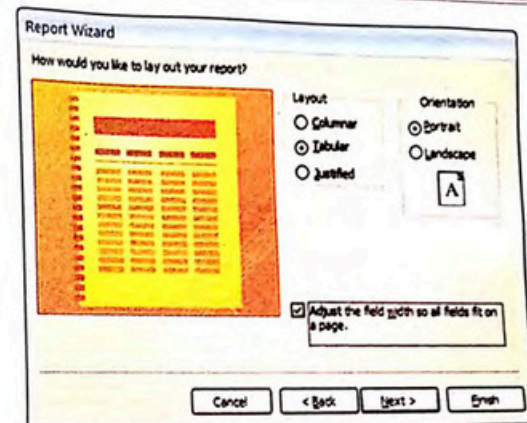 Report Wizard
How would you like to lay out your report?
Layout
Columnar
Tabular
Justified
Orientation
Portrait
Landscape
A
Adjust the field width so all fields fit on
a page.
Cancel
< Back
Next >
Finish